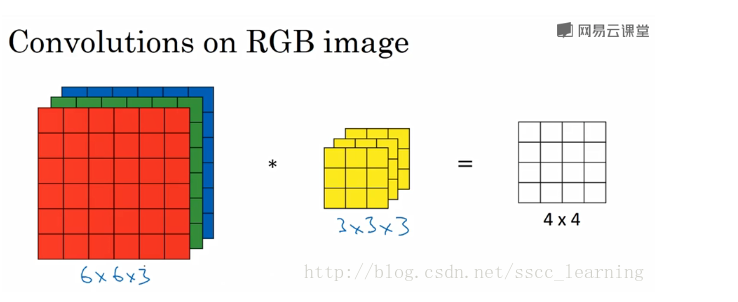 网易云课堂
Convolutions on RGB image
* =
6x6x3
3x3x3
4 x 4
http://blog.csdn.net/sscc_learning